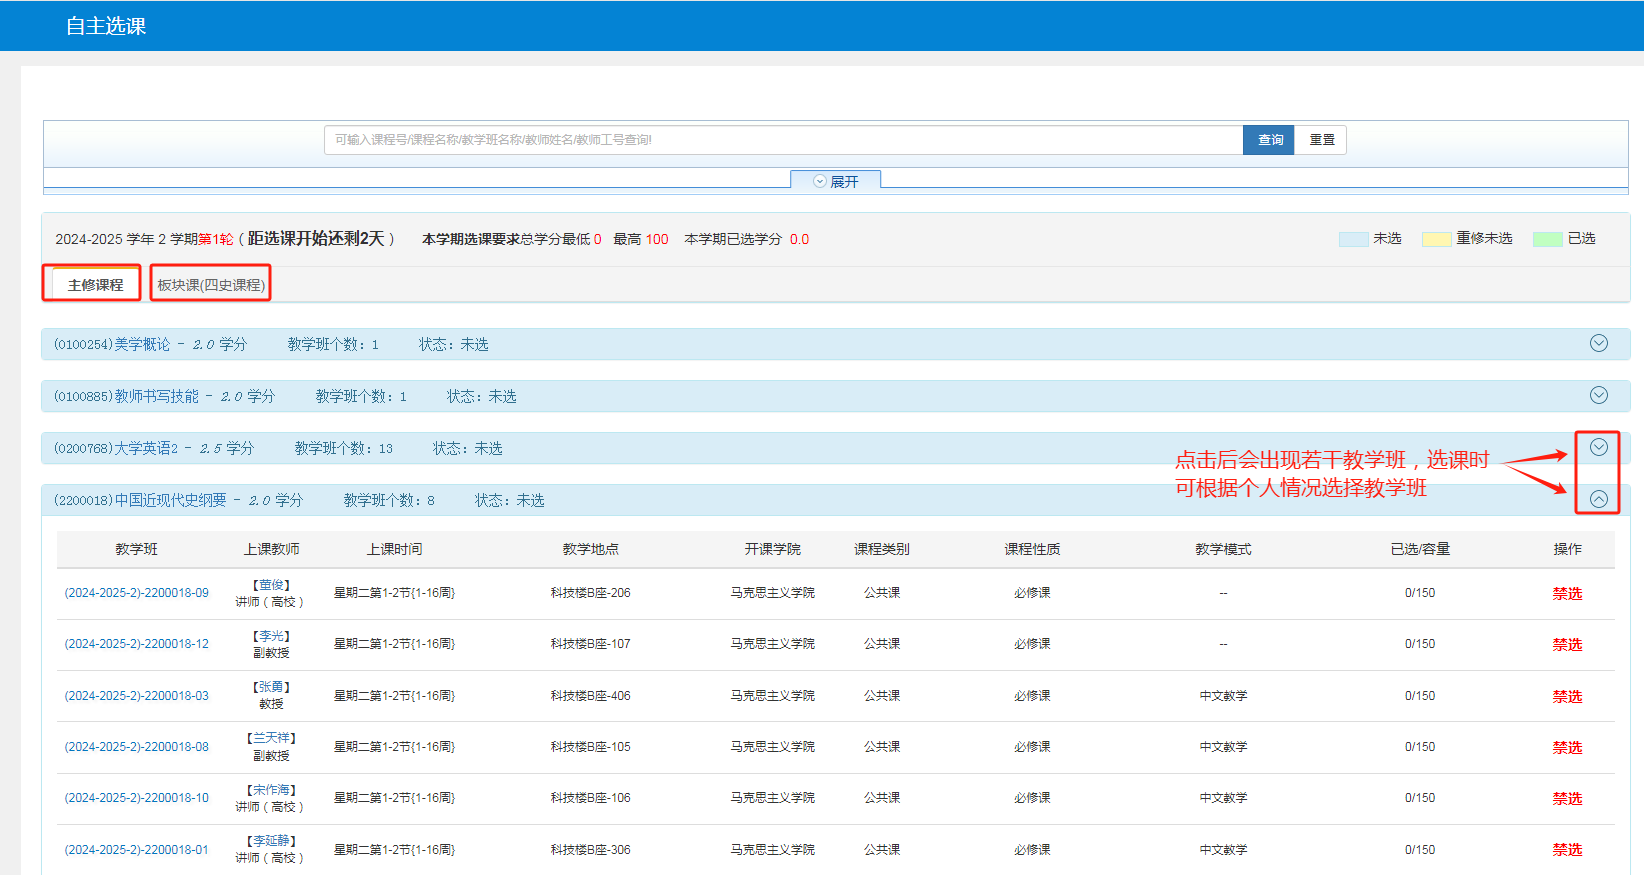 自主选课
可输入课程号/课程名称/教学班名称/教师姓名/教师工号查询!
查询 重置
展开
2024-2025 学年 2 学期第1轮（距选课开始还剩2天） 本学期选课要求总学分最低 0 最高 100 本学期已选学分 0.0 未选 重修未选 已选
主修课程 板块课(四史课程)
(0100254)美学概论 - 2.0 学分 教学班个数：1 状态：未选
(0100885)教师书写技能 - 2.0 学分 教学班个数：1 状态：未选
(0200768)大学英语2 - 2.5 学分 教学班个数：13 状态：未选
点击后会出现若干教学班，选课时
可根据个人情况选择教学班
(2200018)中国近现代史纲要 - 2.0 学分 教学班个数：8 状态：未选
教学班 上课教师 上课时间 教学地点 开课学院 课程类别 课程性质 教学模式 已选/容量 操作
(2024-2025-2)-2200018-09 【董俊】 讲师（高校） 星期二第1-2节{1-16周} 科技楼B座-206 马克思主义学院 公共课 必修课 -- 0/150 禁选
(2024-2025-2)-2200018-12 【李光】 副教授 星期二第1-2节{1-16周} 科技楼B座-107 马克思主义学院 公共课 必修课 -- 0/150 禁选
(2024-2025-2)-2200018-03 【张勇】 教授 星期二第1-2节{1-16周} 科技楼B座-406 马克思主义学院 公共课 必修课 中文教学 0/150 禁选
(2024-2025-2)-2200018-08 【兰天祥】 副教授 星期二第1-2节{1-16周} 科技楼B座-105 马克思主义学院 公共课 必修课 中文教学 0/150 禁选
(2024-2025-2)-2200018-10 【宋作海】 讲师（高校） 星期二第1-2节{1-16周} 科技楼B座-106 马克思主义学院 公共课 必修课 中文教学 0/150 禁选
(2024-2025-2)-2200018-01 【李延静】 讲师（高校） 星期二第1-2节{1-16周} 科技楼B座-306 马克思主义学院 公共课 必修课 中文教学 0/150 禁选